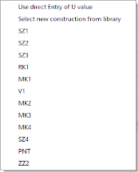 Use direct Entry of U value
Select new construction from library
SZ1
SZ2
SZ3
RK1
MK1
V1
MK2
MK3
MK4
SZ4
PNT
ZZ2